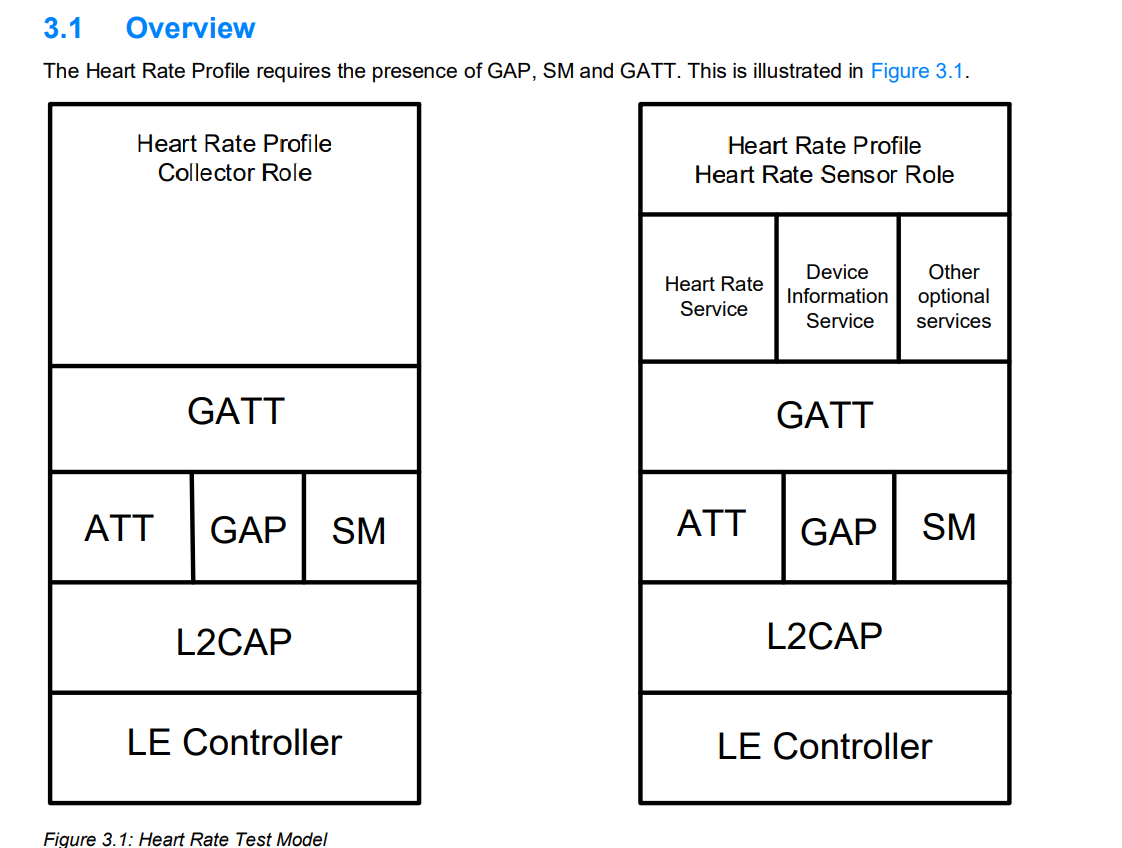 3.1 Overview
The Heart Rate Profile requires the presence of GAP, SM and GATT. This is illustrated in Figure 3.1.
Heart Rate Profile
Collector Role
GATT
ATT GAP SM
L2CAP
LE Controller
Heart Rate Profile
Heart Rate Sensor Role
Heart Rate
Service
Device
Information
Service
Other
optional
services
GATT
ATT GAP SM
L2CAP
LE Controller
Figure 3.1: Heart Rate Test Model